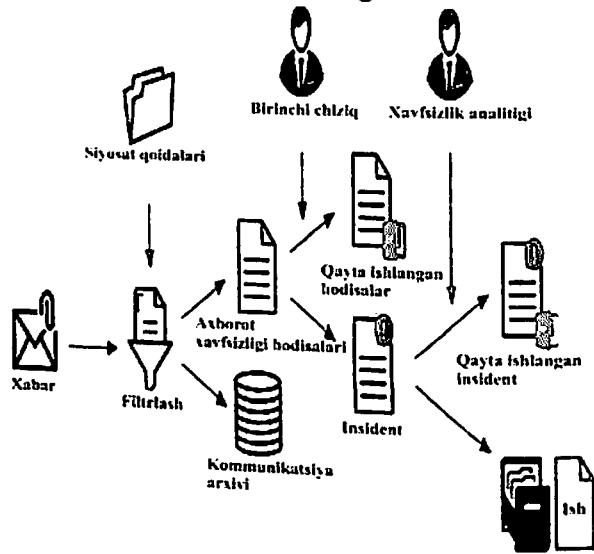 Birinchi chiziq
Xavfsizlik analitigi
Siyosat qoidalari
Qayta ishlangan
hodisalar
Axborot
xavfsizligi hodisalari
Xabar
Filtrlash
Insident
Qayta ishlangan
insident
Kommunikatsiya
arxivi
Ish